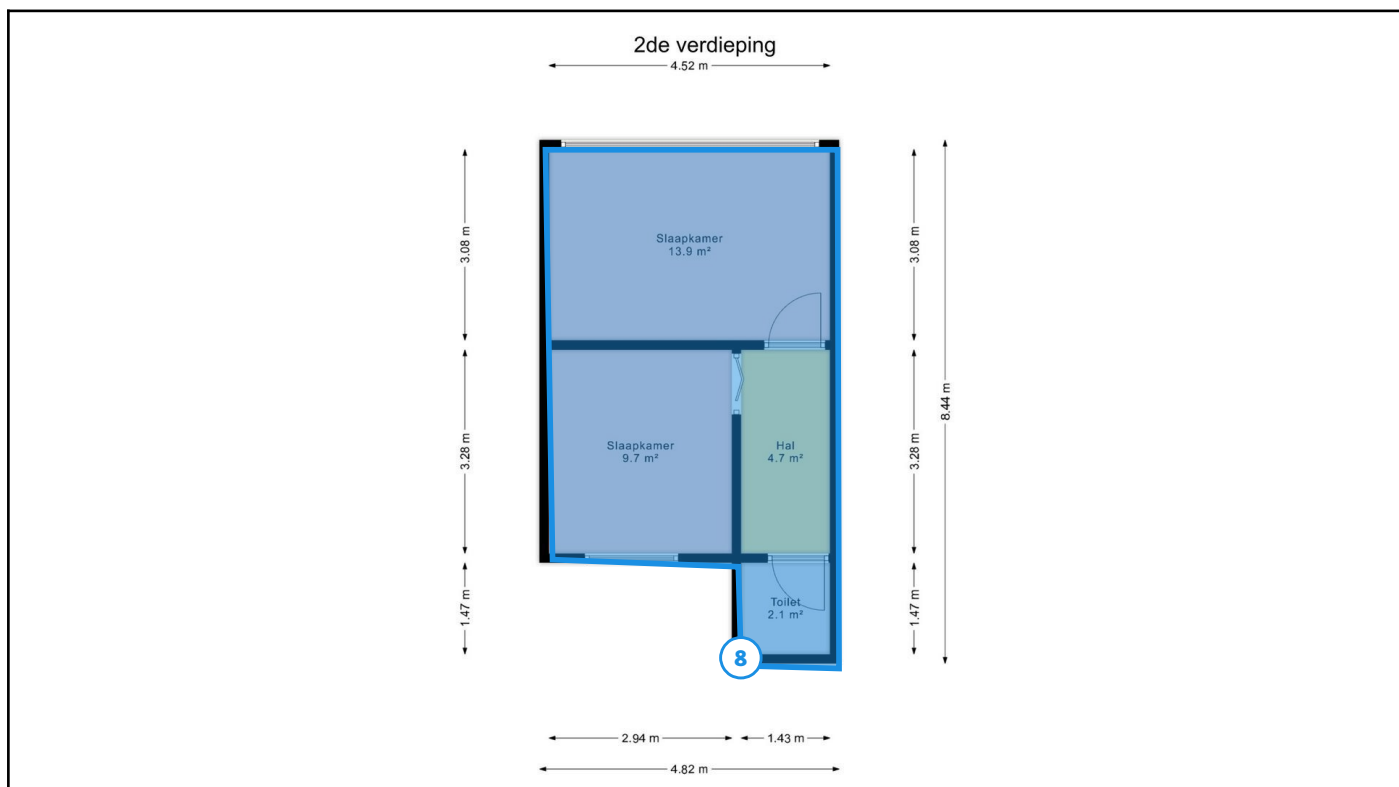 2de verdieping
4.52 m
3.08 m
3.08 m
Slaapkamer
13.9 m²
8.44 m
3.28 m
3.28 m
Slaapkamer
9.7 m²
Hal
4.7 m²
1.47 m
1.47 m
Toilet
2.1 m²
8
2.94 m
1.43 m
4.82 m